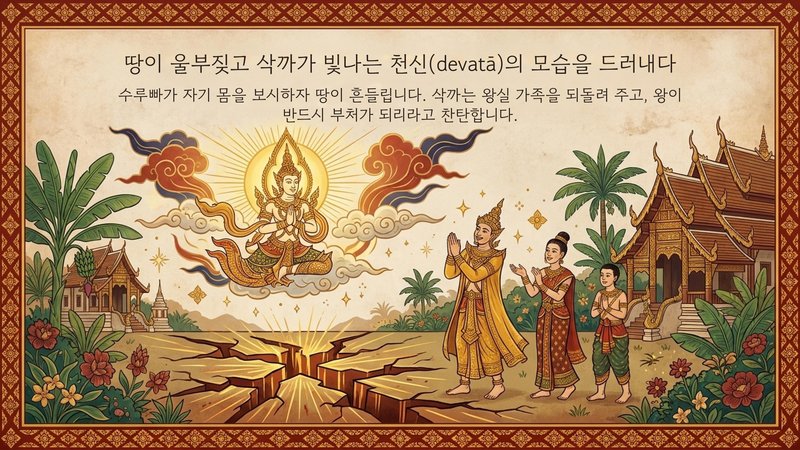 땅이 울부짖고 삭까가 빛나는 천신(devatā)의 모습을 드러내다
수루빠가 자기 몸을 보시하자 땅이 흔들립니다. 삭까는 왕실 가족을 되돌려 주고, 왕이
반드시 부처가 되리라고 찬탄합니다.